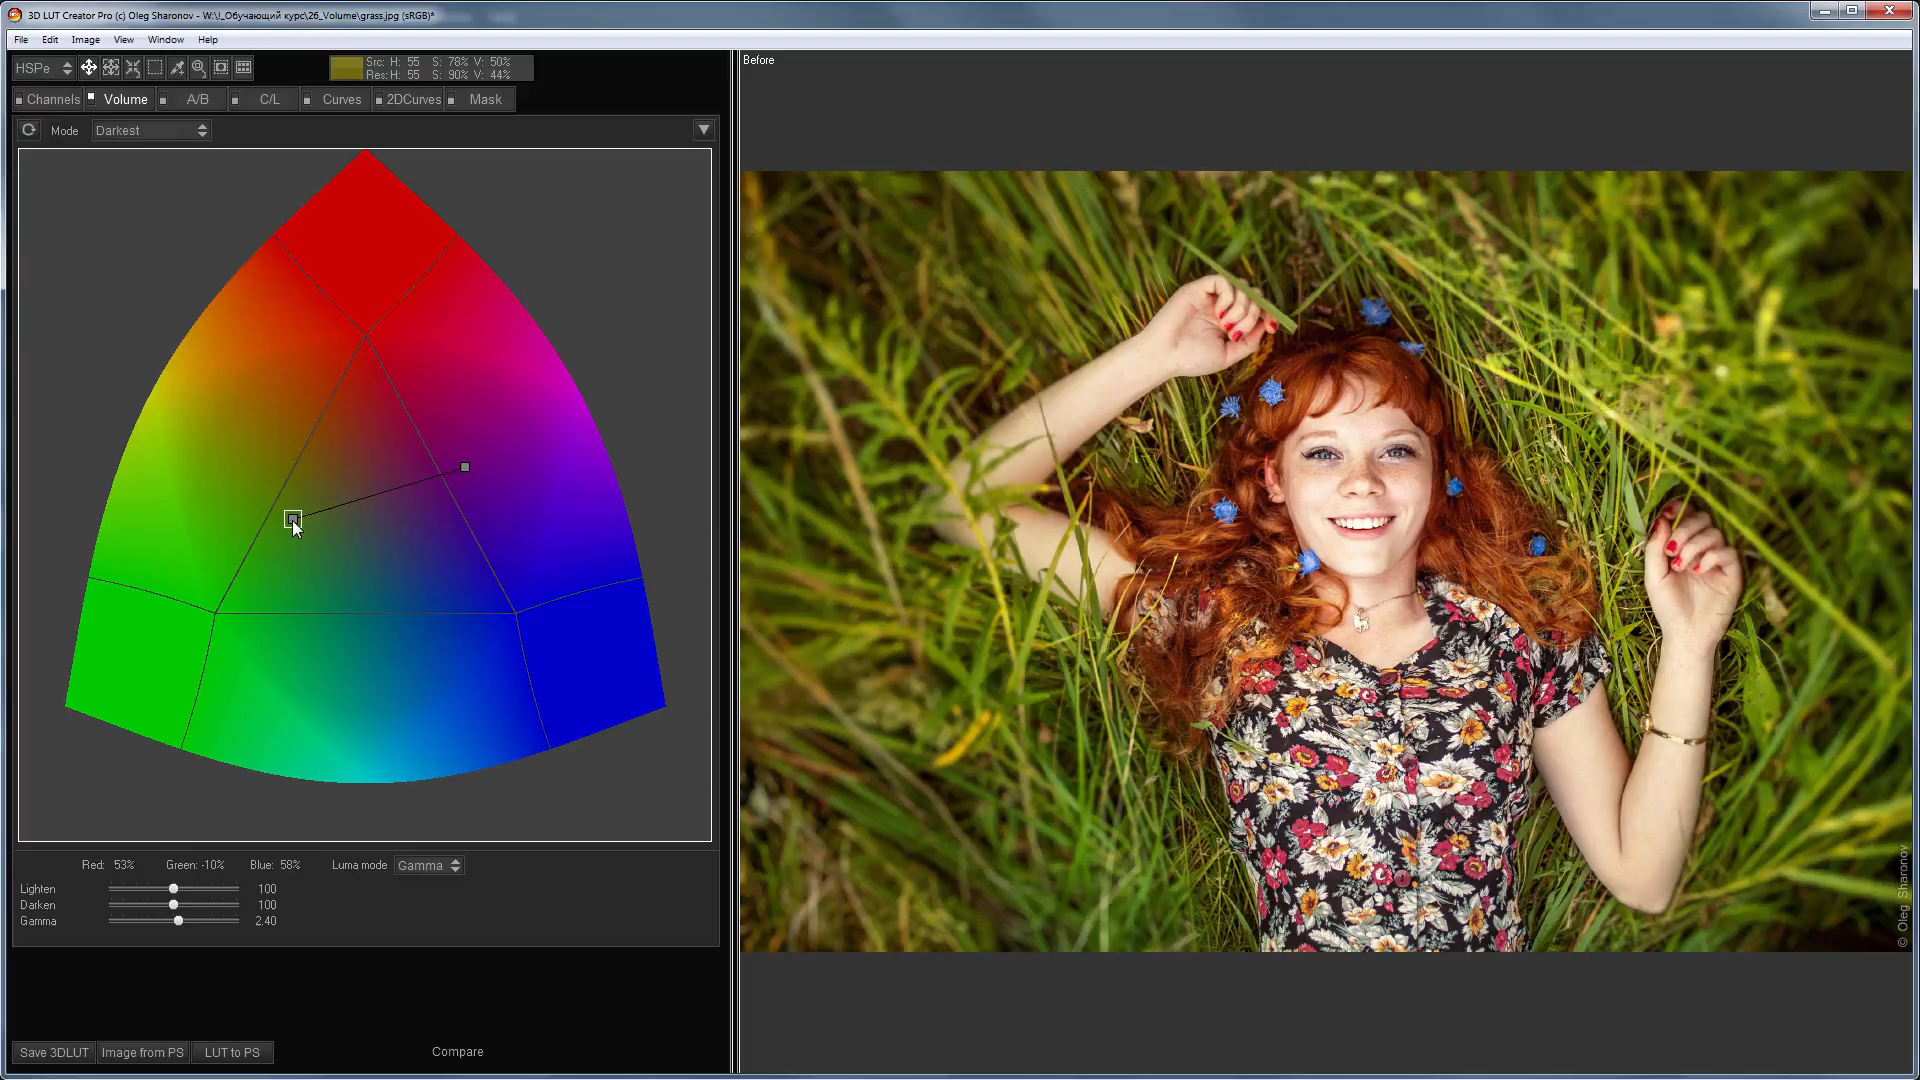 3D LUT Creator Pro (c) Oleg Sharonov - W:\!_Обучающий курс\26_Volume\grass.jpg (sRGB)*
File Edit Image View Window Help
HSPe
Src: H: 55 S: 78% V: 50%
Res: H: 55 S: 90% V: 44%
Channels Volume A/B C/L Curves 2DCurves Mask
Mode Darkest
Before
Red: 53% Green: -10% Blue: 58% Luma mode Gamma
Lighten 100
Darken 100
Gamma 2.40
Save 3DLUT Image from PS LUT to PS Compare
© Oleg Sharonov